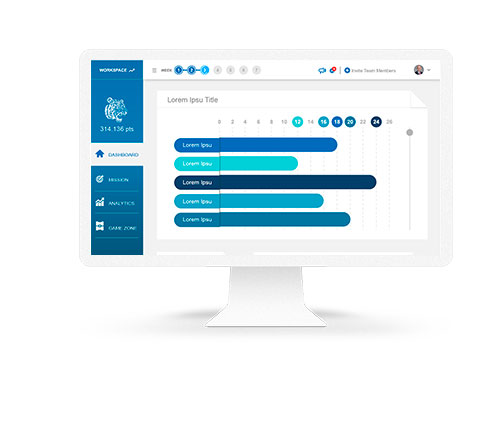 WORKSPACE
WEEK 1 2 3 4 5 6 7
Invite Team Members
314.136 pts
DASHBOARD
MISSION
ANALYTICS
GAME ZONE
Lorem Ipsu Title
0 2 4 6 8 10 12 14 16 18 20 22 24 26
Lorem Ipsu
Lorem Ipsu
Lorem Ipsu
Lorem Ipsu
Lorem Ipsu